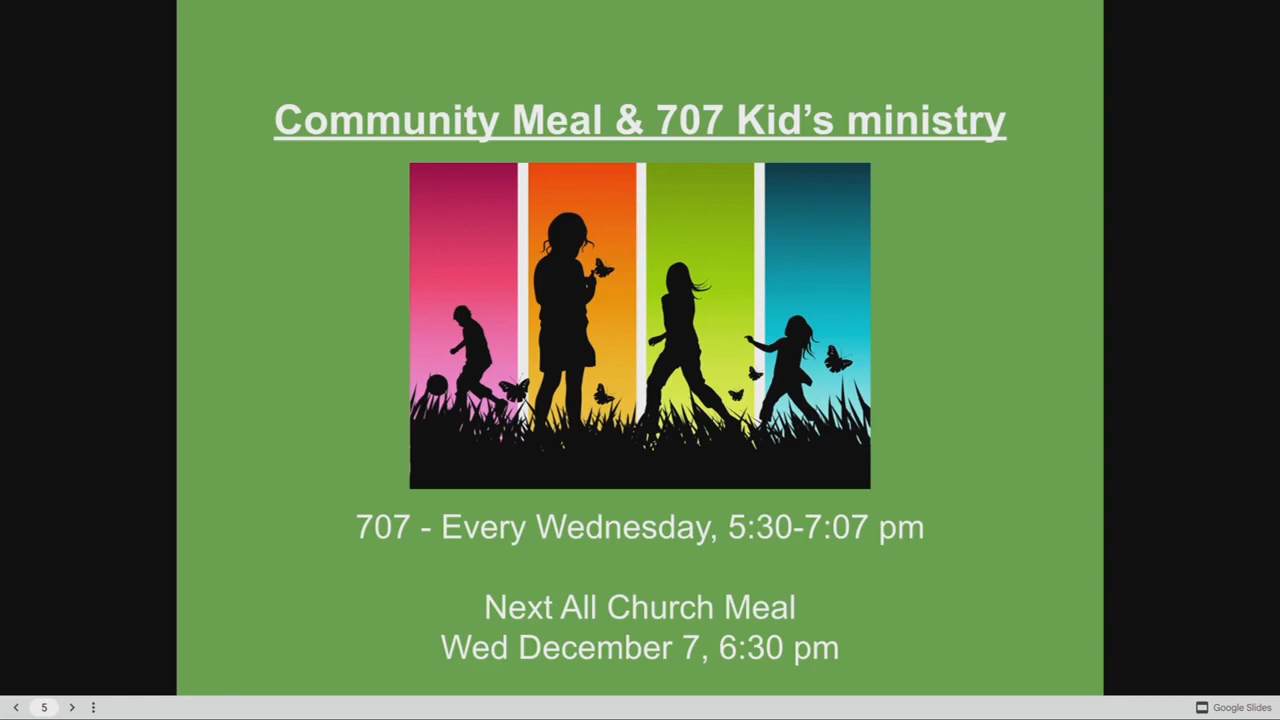 Community Meal & 707 Kid’s ministry
707 - Every Wednesday, 5:30-7:07 pm
Next All Church Meal
Wed December 7, 6:30 pm
5
Google Slides